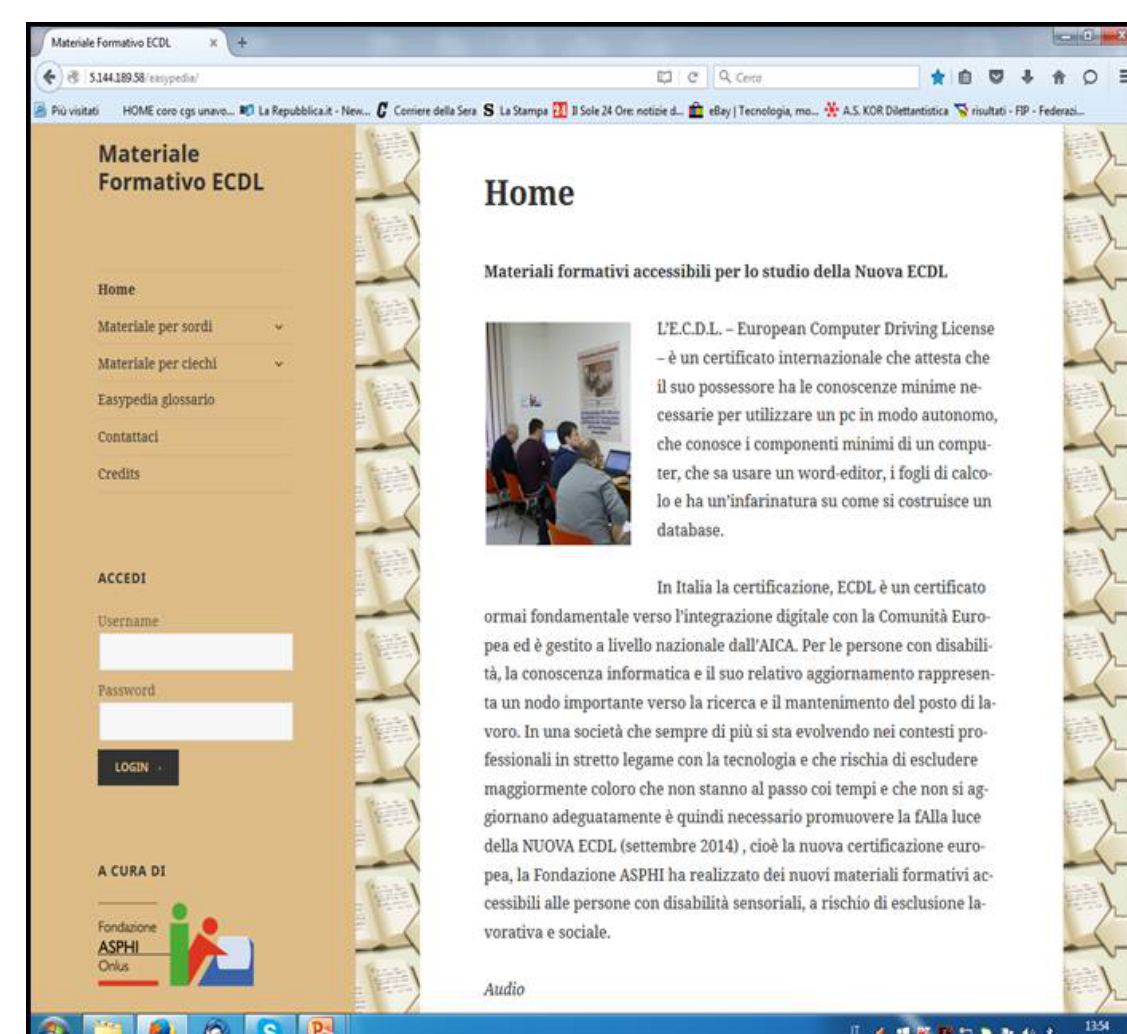 Materiale Formativo ECDL
5.144.189.58/easypedia/
Cerca
Più visitati
HOME coro cgs unavo...
La Repubblica.it - New...
Corriere della Sera
La Stampa
Il Sole 24 Ore: notizie d...
eBay | Tecnologia, mo...
A.S. KOR Dilettantistica
risultati - FIP - Federazi...
Materiale
Formativo ECDL
Home
Materiale per sordi
Materiale per ciechi
Easypedia glossario
Contattaci
Credits
ACCEDI
Username
Password
LOGIN
A CURA DI
Fondazione
ASPHI
Onlus
Home
Materiali formativi accessibili per lo studio della Nuova ECDL
L'E.C.D.L. – European Computer Driving License
– è un certificato internazionale che attesta che
il suo possessore ha le conoscenze minime ne-
cessarie per utilizzare un pc in modo autonomo,
che conosce i componenti minimi di un compu-
ter, che sa usare un word-editor, i fogli di calco-
lo e ha un'infarinatura su come si costruisce un
database.
In Italia la certificazione, ECDL è un certificato
ormai fondamentale verso l'integrazione digitale con la Comunità Euro-
pea ed è gestito a livello nazionale dall'AICA. Per le persone con disabili-
tà, la conoscenza informatica e il suo relativo aggiornamento rappresen-
ta un nodo importante verso la ricerca e il mantenimento del posto di la-
voro. In una società che sempre di più si sta evolvendo nei contesti pro-
fessionali in stretto legame con la tecnologia e che rischia di escludere
maggiormente coloro che non stanno al passo coi tempi e che non si ag-
giornano adeguatamente è quindi necessario promuovere la fAlla luce
della NUOVA ECDL (settembre 2014) , cioè la nuova certificazione euro-
pea, la Fondazione ASPHI ha realizzato dei nuovi materiali formativi ac-
cessibili alle persone con disabilità sensoriali, a rischio di esclusione la-
vorativa e sociale.
Audio
IT
13:54